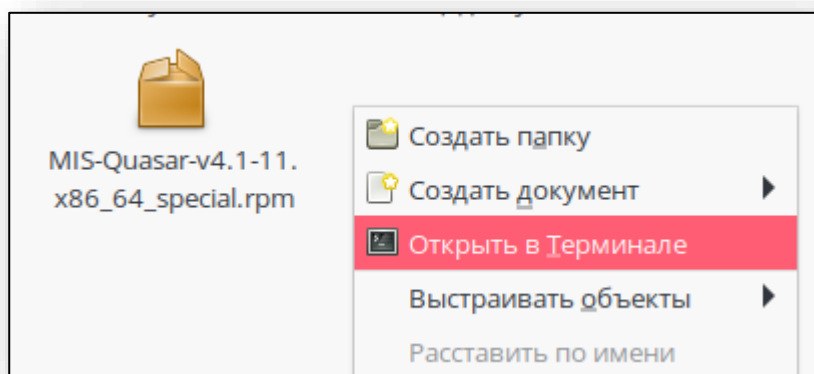 MIS-Quasar-v4.1-11.
x86_64_special.rpm
Создать папку
Создать документ
Открыть в Терминале
Выстраивать объекты
Расставить по имени